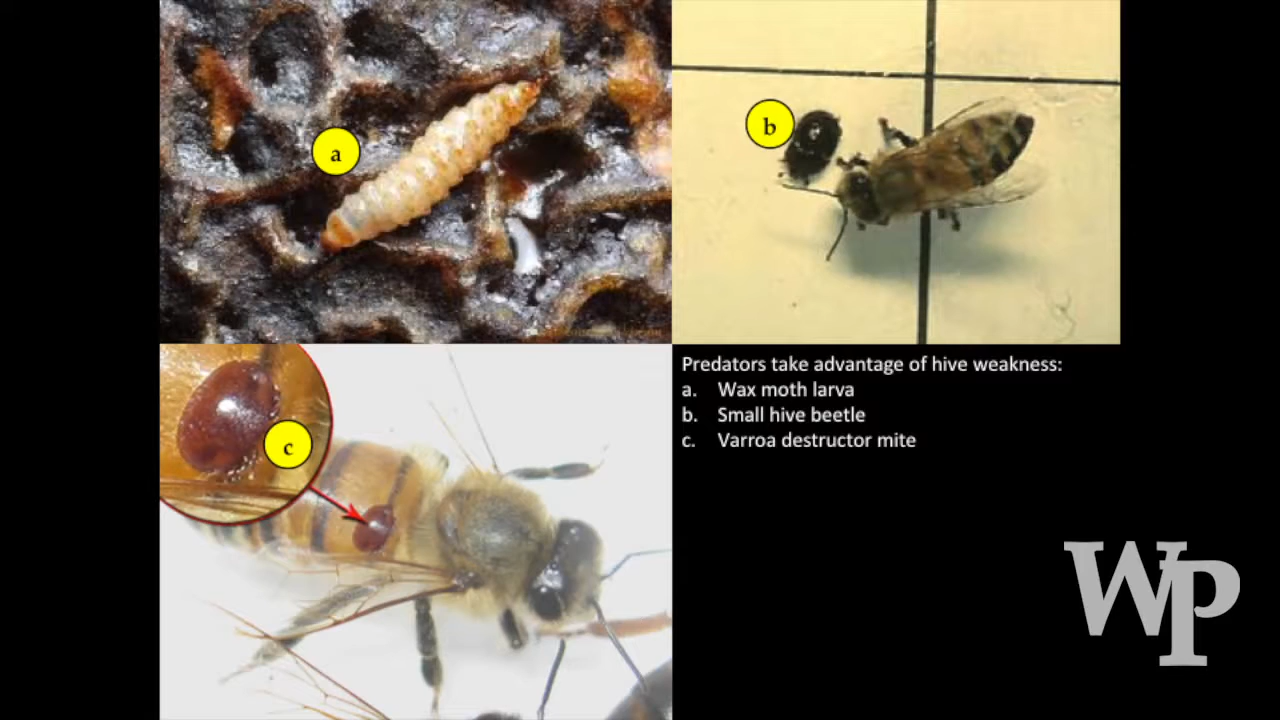 a
b
Predators take advantage of hive weakness:
a. Wax moth larva
b. Small hive beetle
c. Varroa destructor mite
c
WP